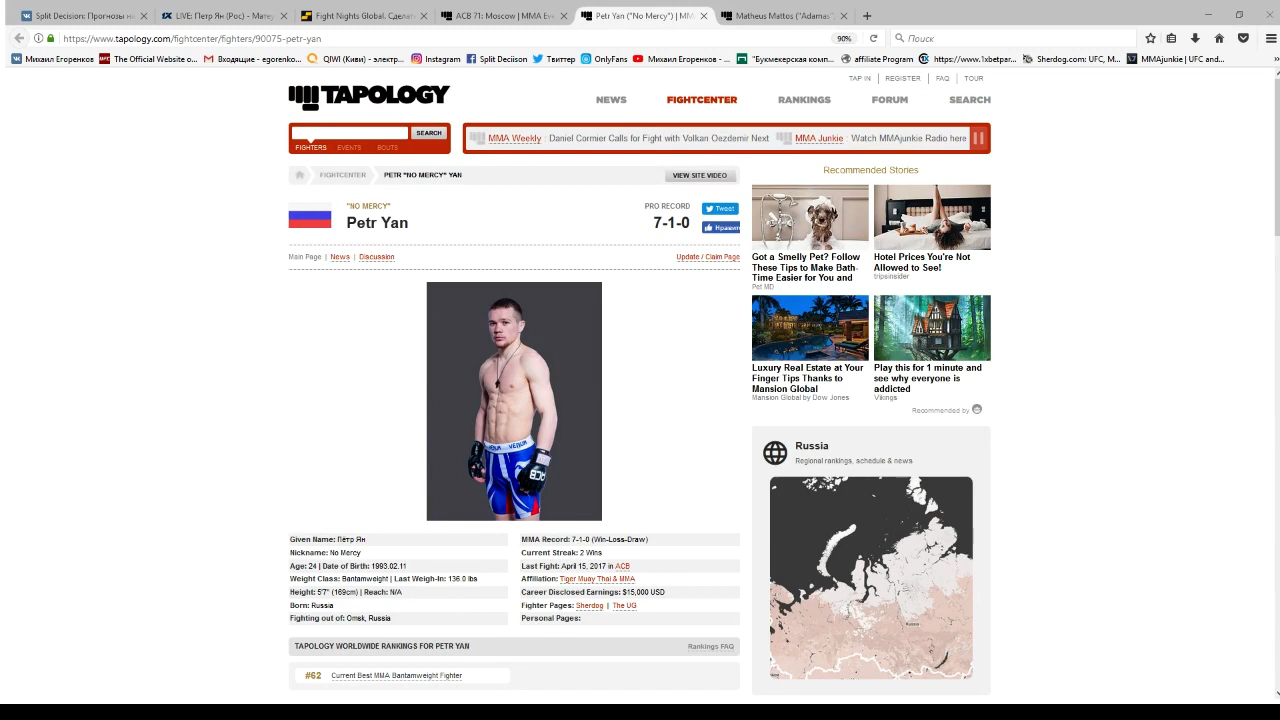 Split Decision: Прогнозы н
LIVE: Петр Ян (Рос) - Матеу
Fight Nights Global. Сделат
ACB 71: Moscow | MMA Eve
Petr Yan ("No Mercy") | MM
Matheus Mattos ("Adamas")
https://www.tapology.com/fightcenter/fighters/90075-petr-yan
90%
Поиск
Михаил Егоренков
The Official Website o...
Входящие - egorenko...
QIWI (Киви) - электр...
Instagram
Split Deciison
Твиттер
OnlyFans
Михаил Егоренков - ...
"Букмекерская комп...
affiliate Program
https://www.1xbetpar...
Sherdog.com: UFC, M...
MMAjunkie | UFC and...
TAP IN | REGISTER | FAQ | TOUR
TAPOLOGY
NEWS FIGHTCENTER RANKINGS FORUM SEARCH
SEARCH
FIGHTERS EVENTS BOUTS
MMA Weekly : Daniel Cormier Calls for Fight with Volkan Oezdemir Next
MMA Junkie : Watch MMAjunkie Radio here
FIGHTCENTER PETR "NO MERCY" YAN
VIEW SITE VIDEO
"NO MERCY"
Petr Yan
PRO RECORD
7-1-0
Tweet
Нравит
Main Page | News | Discussion
Update / Claim Page
Given Name: Пётр Ян
Nickname: No Mercy
Age: 24 | Date of Birth: 1993.02.11
Weight Class: Bantamweight | Last Weigh-In: 136.0 lbs
Height: 5'7" (169cm) | Reach: N/A
Born: Russia
Fighting out of: Omsk, Russia
MMA Record: 7-1-0 (Win-Loss-Draw)
Current Streak: 2 Wins
Last Fight: April 15, 2017 in ACB
Affiliation: Tiger Muay Thai & MMA
Career Disclosed Earnings: $15,000 USD
Fighter Pages: Sherdog | The UG
Personal Pages:
TAPOLOGY WORLDWIDE RANKINGS FOR PETR YAN
Rankings FAQ
#62 Current Best MMA Bantamweight Fighter
Recommended Stories
Got a Smelly Pet? Follow
These Tips to Make Bath-
Time Easier for You and
Pet MD
Hotel Prices You're Not
Allowed to See!
tripsinsider
Luxury Real Estate at Your
Finger Tips Thanks to
Mansion Global
Mansion Global by Dow Jones
Play this for 1 minute and
see why everyone is
addicted
Vikings
Recommended by
Russia
Regional rankings, schedule & news
Russia
VENUM
ACB